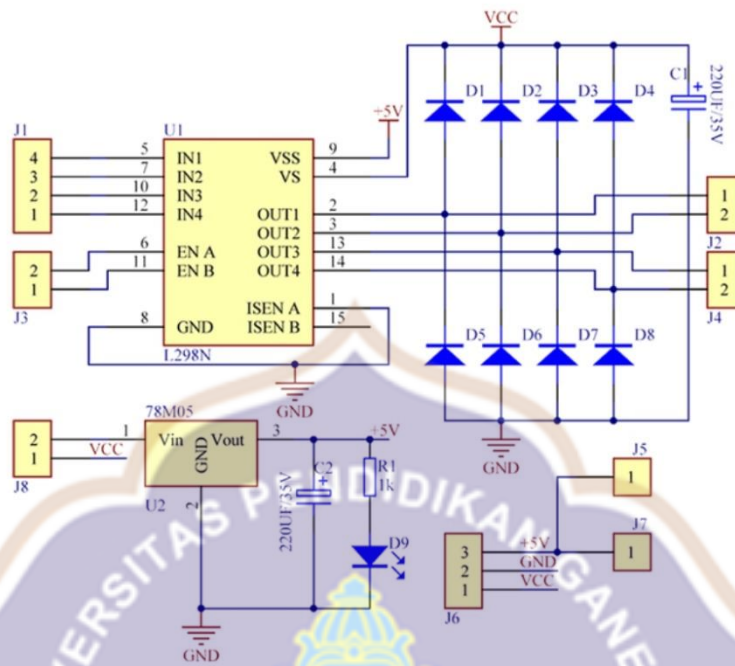 VCC
C1
220UF/35V
D1 D2 D3 D4
+5V
J1
U1
4 5 IN1 VSS 9
3 7 IN2 VS 4
2 10 IN3
1 12 IN4 OUT1 2
OUT2 3
6 EN A OUT3 13
11 EN B OUT4 14
2
1
J3
1
2
J2
1
2
J4
ISEN A 1
8 GND ISEN B 15
L298N
GND
D5 D6 D7 D8
GND
78M05
2 1 Vin GND Vout 3 +5V
1 VCC
J8
U2
2
C2
220UF/35V
R1
1k
D9
GND
J5
1
J7
1
3 +5V
2 GND
1 VCC
J6
UNIVERSITAS PENDIDIKAN GANE